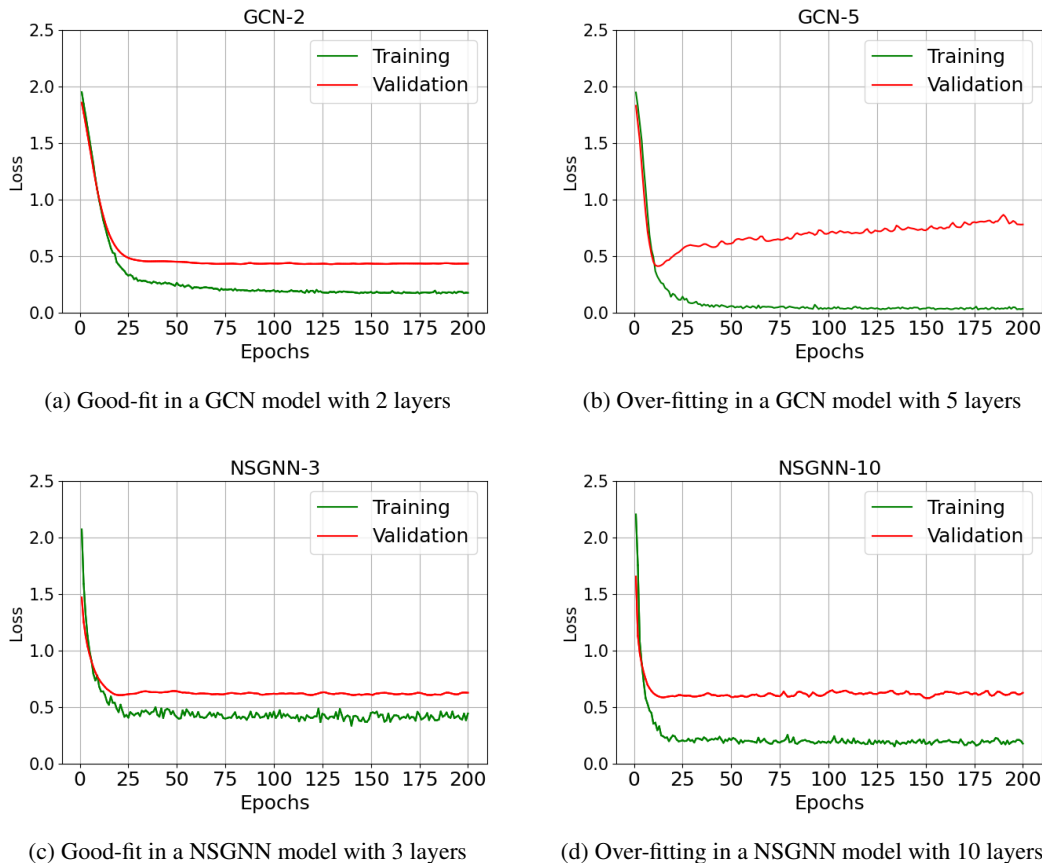 GCN-2
2.5
2.0
1.5
1.0
0.5
0.0
Loss
Training
Validation
0 25 50 75 100 125 150 175 200
Epochs
(a) Good-fit in a GCN model with 2 layers
GCN-5
2.5
2.0
1.5
1.0
0.5
0.0
Loss
Training
Validation
0 25 50 75 100 125 150 175 200
Epochs
(b) Over-fitting in a GCN model with 5 layers
NSGNN-3
2.5
2.0
1.5
1.0
0.5
0.0
Loss
Training
Validation
0 25 50 75 100 125 150 175 200
Epochs
(c) Good-fit in a NSGNN model with 3 layers
NSGNN-10
2.5
2.0
1.5
1.0
0.5
0.0
Loss
Training
Validation
0 25 50 75 100 125 150 175 200
Epochs
(d) Over-fitting in a NSGNN model with 10 layers